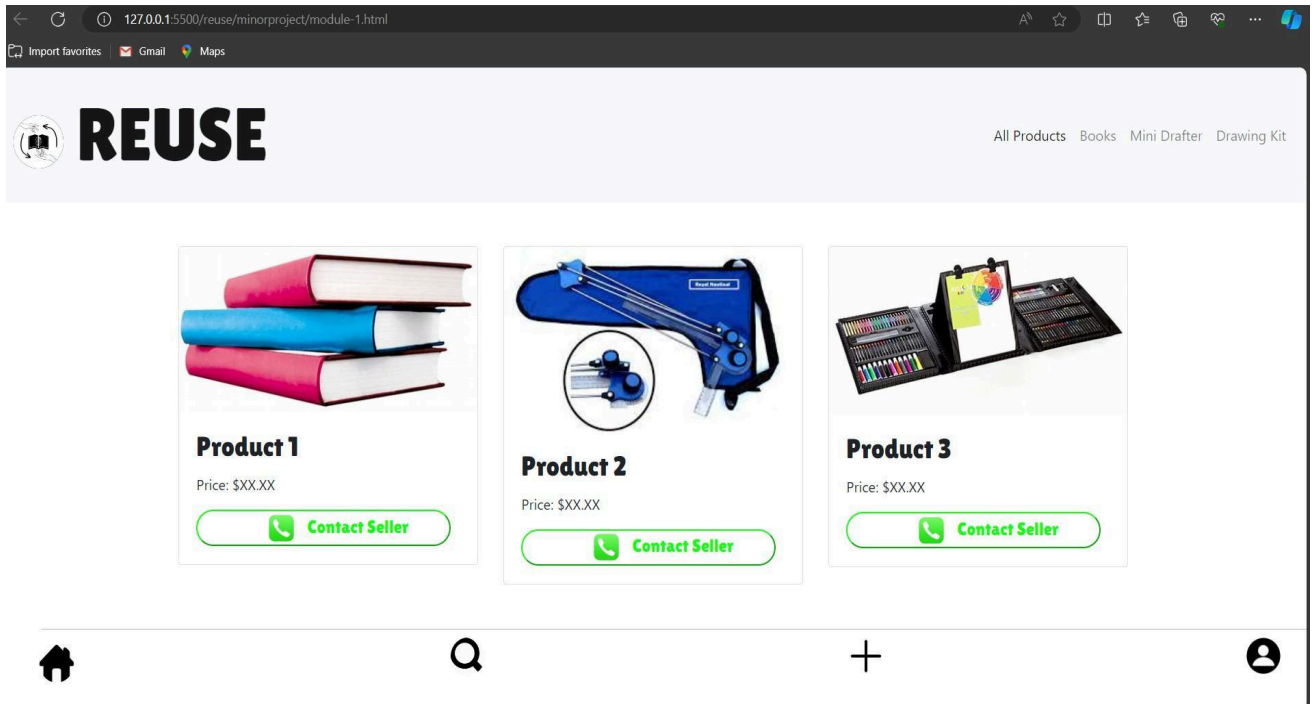 127.0.0.1:5500/reuse/minorproject/module-1.html
Import favorites Gmail Maps
REUSE
All Products Books Mini Drafter Drawing Kit
Product 1
Price: $XX.XX
Contact Seller
Product 2
Price: $XX.XX
Contact Seller
Product 3
Price: $XX.XX
Contact Seller